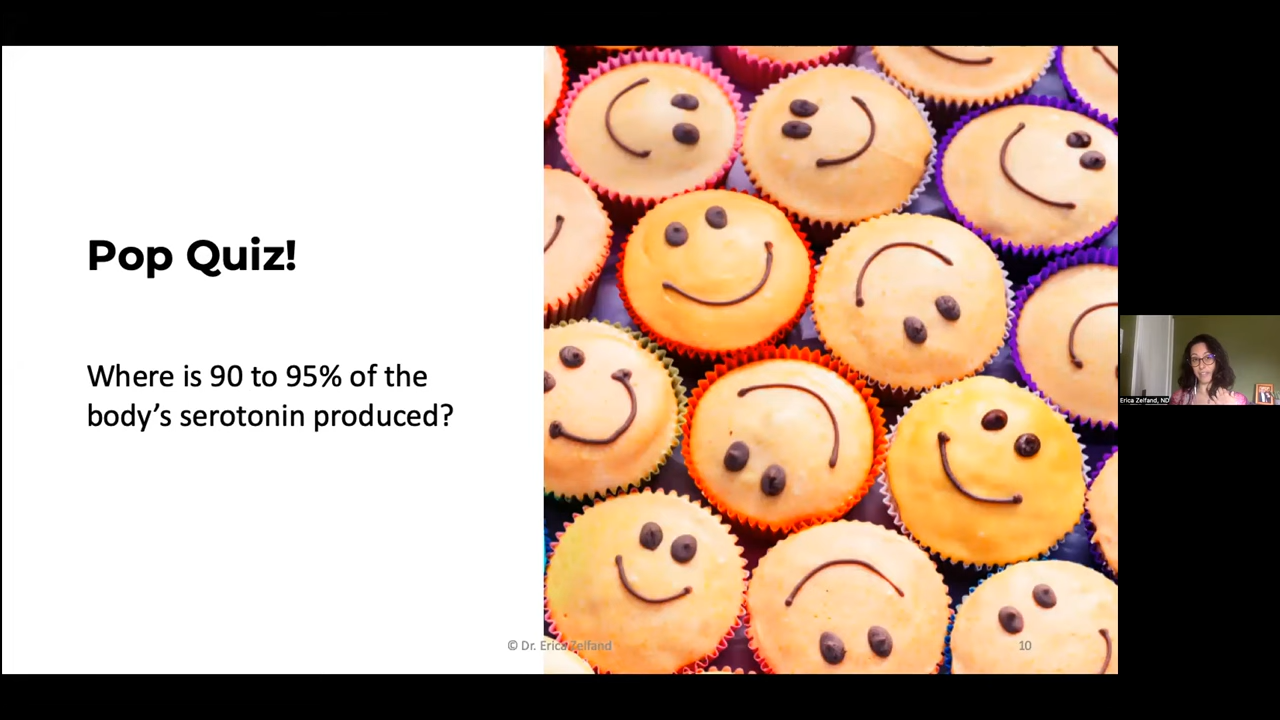 Pop Quiz!
Where is 90 to 95% of the
body’s serotonin produced?
© Dr. Erica Zelfand
10
Erica Zelfand, ND